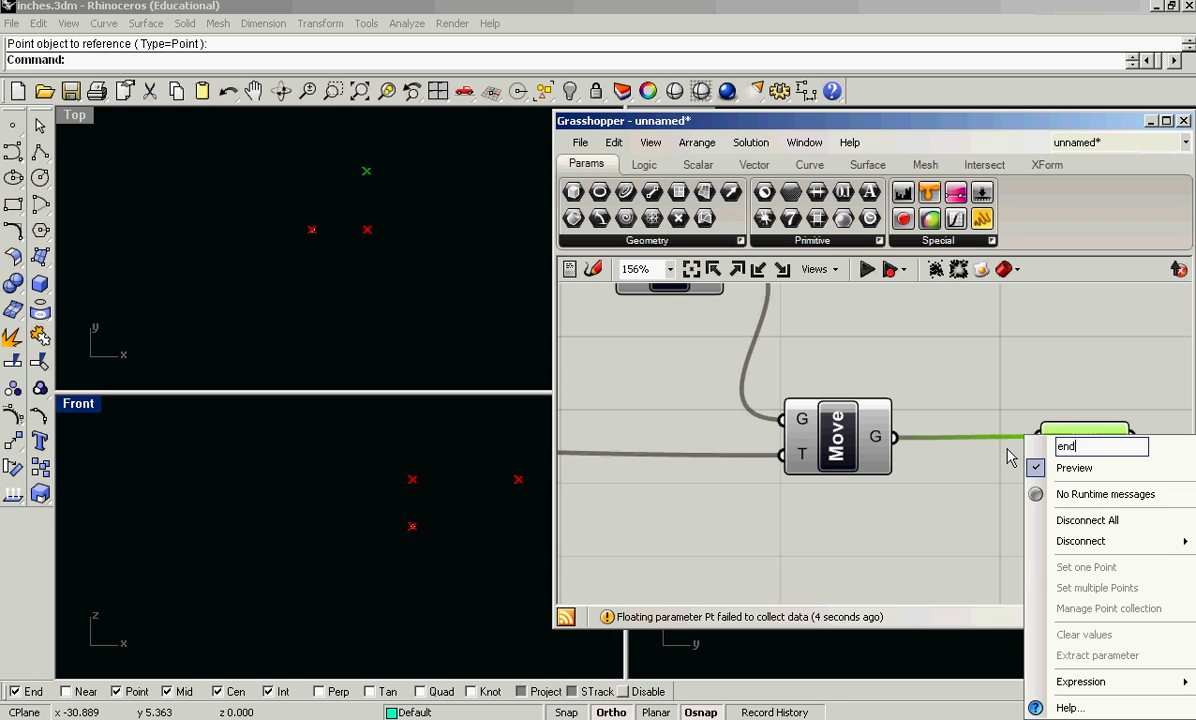 inches.3dm - Rhinoceros (Educational)
File Edit View Curve Surface Solid Mesh Dimension Transform Tools Analyze Render Help
Point object to reference ( Type=Point ):
Command:
Top
Grasshopper - unnamed*
File Edit View Arrange Solution Window Help unnamed*
Params Logic Scalar Vector Curve Surface Mesh Intersect XForm
Geometry Primitive Special
156% Views
y
x
Front
G
T
Move
G
end
Preview
No Runtime messages
Disconnect All
Disconnect
Set one Point
Set multiple Points
Manage Point collection
Clear values
Extract parameter
Expression
Help...
Floating parameter Pt failed to collect data (4 seconds ago)
z
x
y
End Near Point Mid Cen Int Perp Tan Quad Knot Project STrack Disable
CPlane x -30.889 y 5.363 z 0.000 Default Snap Ortho Planar Osnap Record History